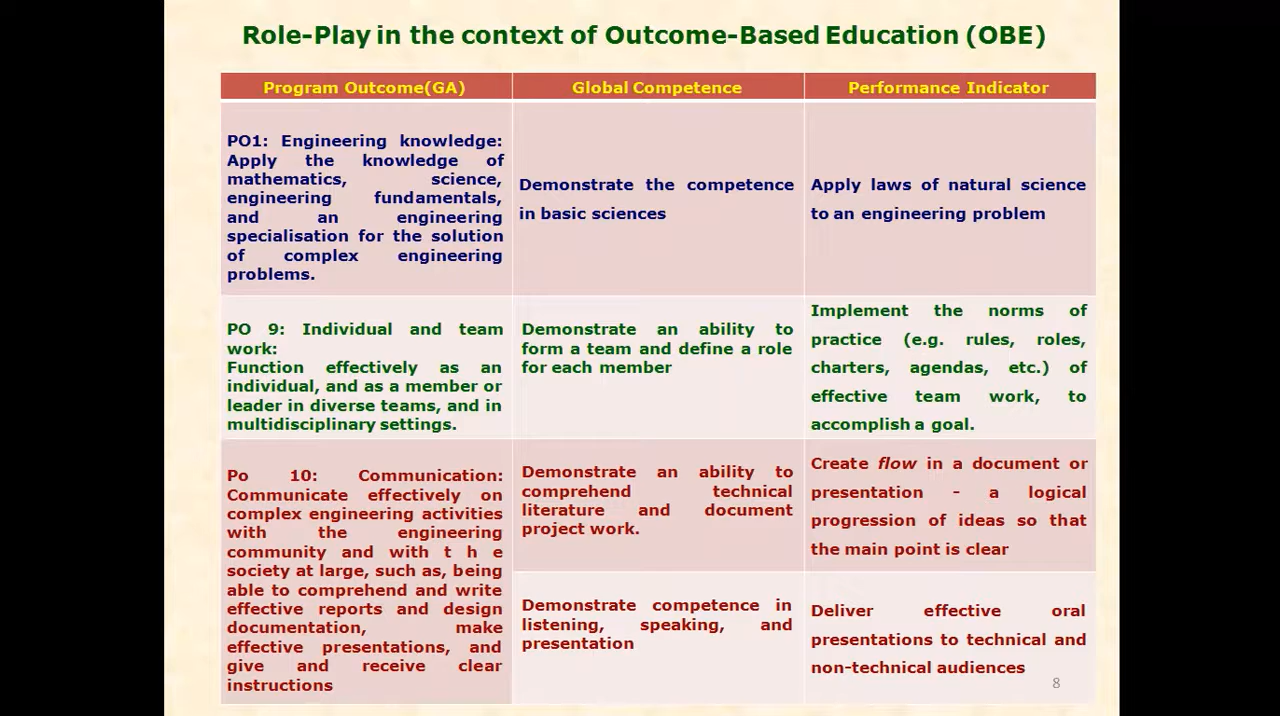 Role-Play in the context of Outcome-Based Education (OBE)
Program Outcome(GA)
Global Competence
Performance Indicator
PO1: Engineering knowledge:
Apply the knowledge of
mathematics, science,
engineering fundamentals,
and an engineering
specialisation for the solution
of complex engineering
problems.
Demonstrate the competence
in basic sciences
Apply laws of natural science
to an engineering problem
PO 9: Individual and team
work:
Function effectively as an
individual, and as a member or
leader in diverse teams, and in
multidisciplinary settings.
Demonstrate an ability to
form a team and define a role
for each member
Implement the norms of
practice (e.g. rules, roles,
charters, agendas, etc.) of
effective team work, to
accomplish a goal.
Po 10: Communication:
Communicate effectively on
complex engineering activities
with the engineering
community and with t h e
society at large, such as, being
able to comprehend and write
effective reports and design
documentation, make
effective presentations, and
give and receive clear
instructions
Demonstrate an ability to
comprehend technical
literature and document
project work.
Create flow in a document or
presentation - a logical
progression of ideas so that
the main point is clear
Demonstrate competence in
listening, speaking, and
presentation
Deliver effective oral
presentations to technical and
non-technical audiences
8